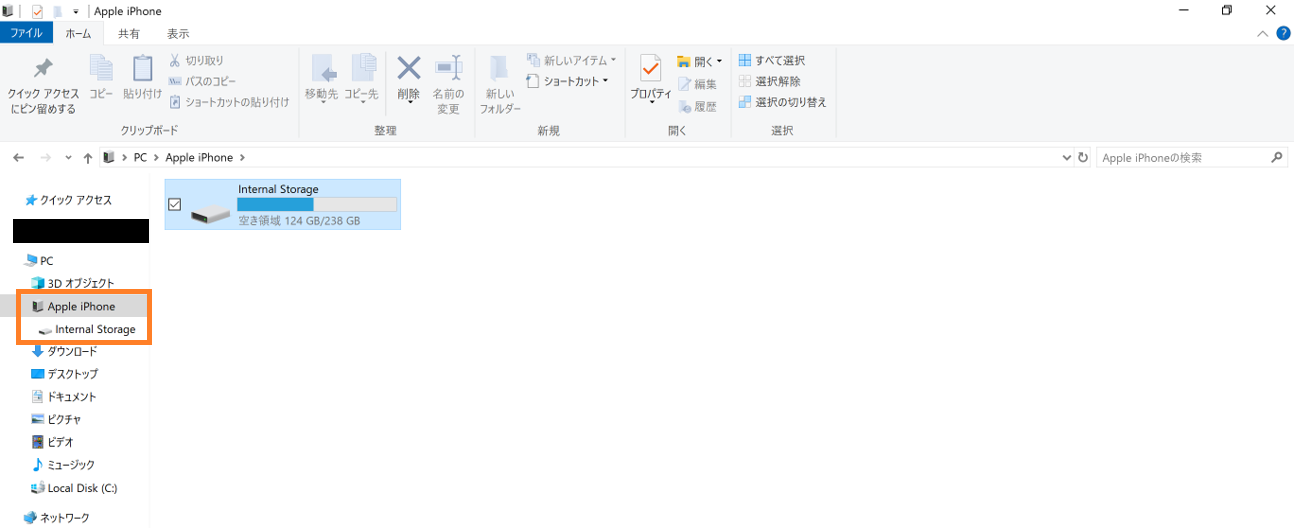 Apple iPhone
ファイル
ホーム
共有
表示
クイック アクセス
にピン留めする
コピー
貼り付け
切り取り
パスのコピー
ショートカットの貼り付け
クリップボード
移動先
コピー先
削除
名前の
変更
整理
新しい
フォルダー
新しいアイテム
ショートカット
新規
プロパティ
開く
編集
履歴
開く
すべて選択
選択解除
選択の切り替え
選択
PC
Apple iPhone
Apple iPhoneの検索
クイック アクセス
PC
3D オブジェクト
Apple iPhone
Internal Storage
ダウンロード
デスクトップ
ドキュメント
ピクチャ
ビデオ
ミュージック
Local Disk (C:)
ネットワーク
Internal Storage
空き領域 124 GB/238 GB